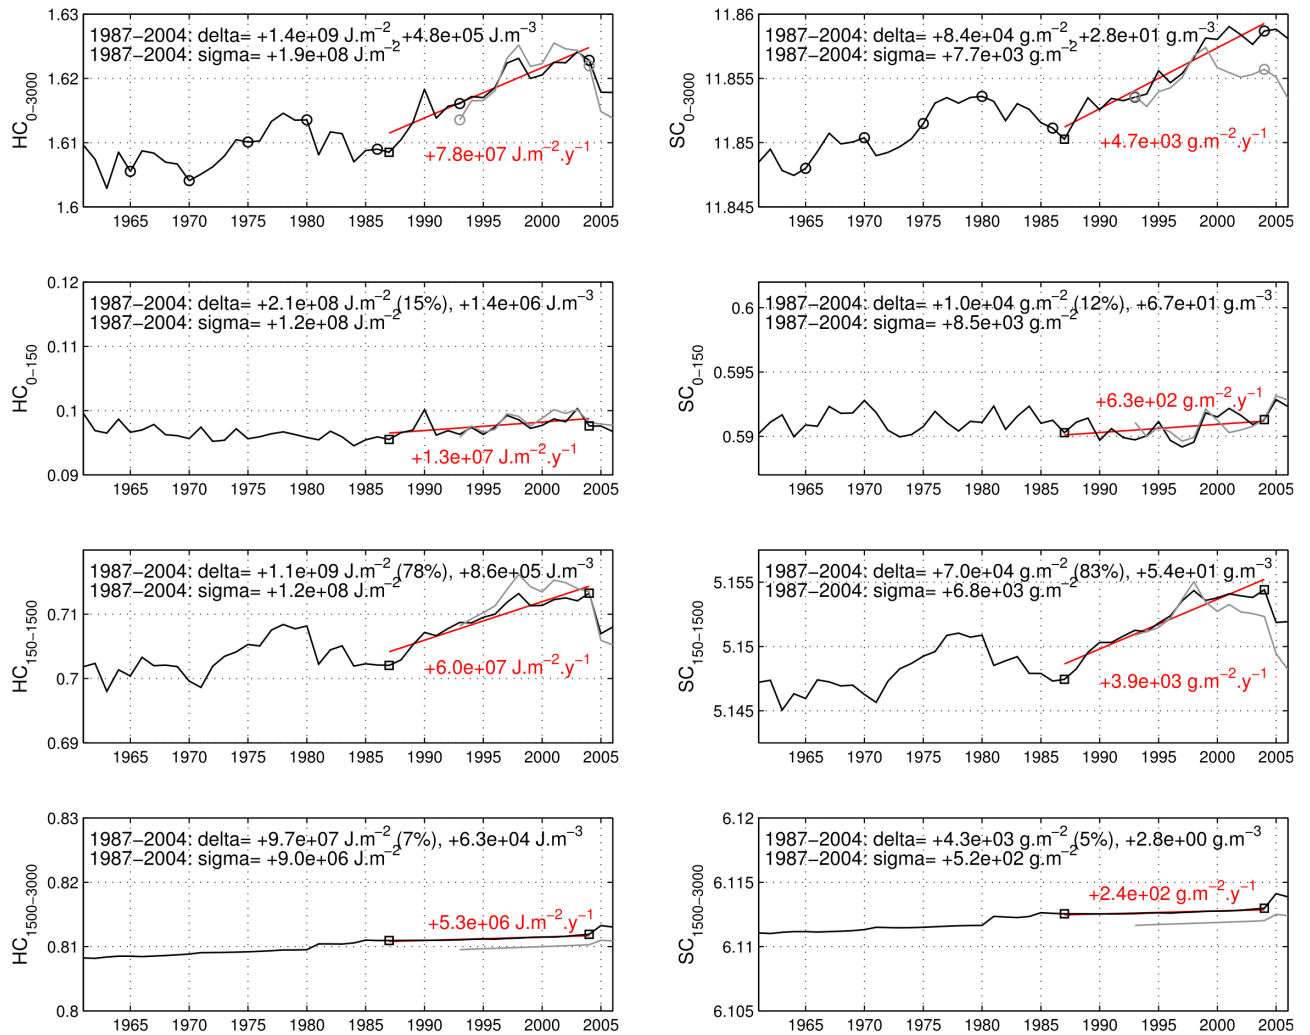 1.63
1.62
1.61
1.6
HC0−3000
1987−2004: delta= +1.4e+09 J.m−2, +4.8e+05 J.m−3
1987−2004: sigma= +1.9e+08 J.m−2
+7.8e+07 J.m−2.y−1
1965 1970 1975 1980 1985 1990 1995 2000 2005
11.86
11.855
11.85
11.845
SC0−3000
1987−2004: delta= +8.4e+04 g.m−2, +2.8e+01 g.m−3
1987−2004: sigma= +7.7e+03 g.m−2
+4.7e+03 g.m−2.y−1
1965 1970 1975 1980 1985 1990 1995 2000 2005
0.12
0.11
0.1
0.09
HC0−150
1987−2004: delta= +2.1e+08 J.m−2 (15%), +1.4e+06 J.m−3
1987−2004: sigma= +1.2e+08 J.m−2
+1.3e+07 J.m−2.y−1
1965 1970 1975 1980 1985 1990 1995 2000 2005
0.6
0.595
0.59
SC0−150
1987−2004: delta= +1.0e+04 g.m−2 (12%), +6.7e+01 g.m−3
1987−2004: sigma= +8.5e+03 g.m−2
+6.3e+02 g.m−2.y−1
1965 1970 1975 1980 1985 1990 1995 2000 2005
0.71
0.7
0.69
HC150−1500
1987−2004: delta= +1.1e+09 J.m−2 (78%), +8.6e+05 J.m−3
1987−2004: sigma= +1.2e+08 J.m−2
+6.0e+07 J.m−2.y−1
1965 1970 1975 1980 1985 1990 1995 2000 2005
5.155
5.15
5.145
SC150−1500
1987−2004: delta= +7.0e+04 g.m−2 (83%), +5.4e+01 g.m−3
1987−2004: sigma= +6.8e+03 g.m−2
+3.9e+03 g.m−2.y−1
1965 1970 1975 1980 1985 1990 1995 2000 2005
0.83
0.82
0.81
0.8
HC1500−3000
1987−2004: delta= +9.7e+07 J.m−2 (7%), +6.3e+04 J.m−3
1987−2004: sigma= +9.0e+06 J.m−2
+5.3e+06 J.m−2.y−1
1965 1970 1975 1980 1985 1990 1995 2000 2005
6.12
6.115
6.11
6.105
SC1500−3000
1987−2004: delta= +4.3e+03 g.m−2 (5%), +2.8e+00 g.m−3
1987−2004: sigma= +5.2e+02 g.m−2
+2.4e+02 g.m−2.y−1
1965 1970 1975 1980 1985 1990 1995 2000 2005